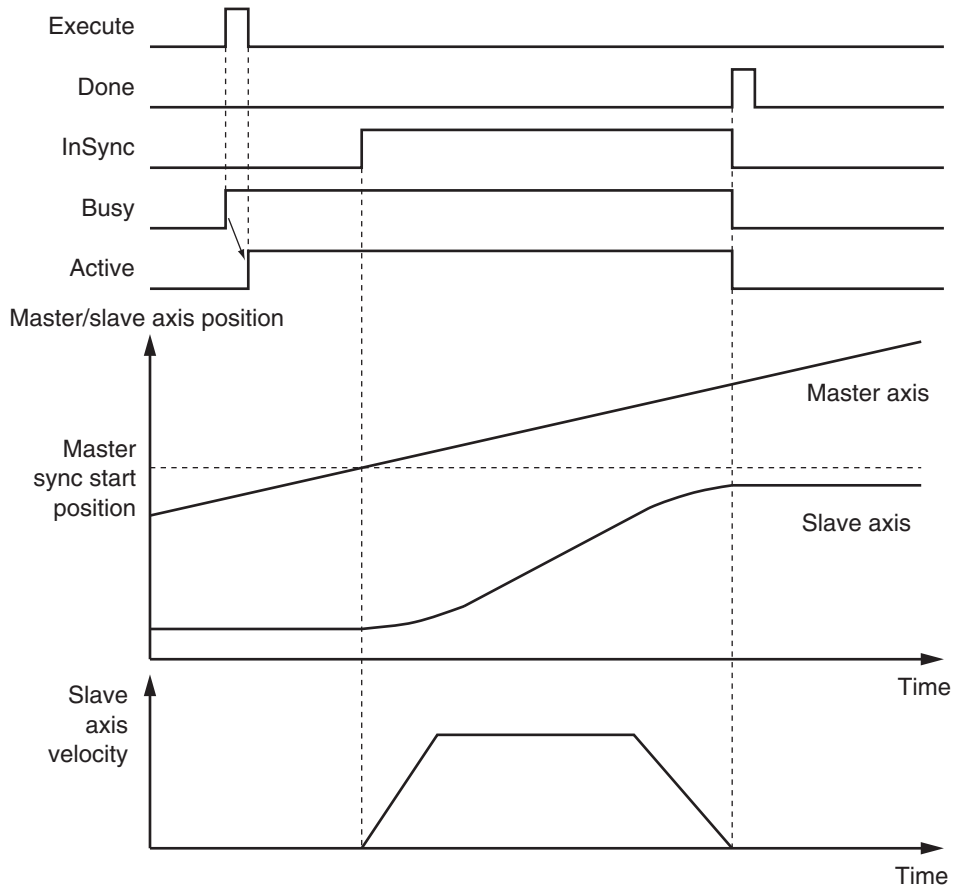 Execute
Done
InSync
Busy
Active
Master/slave axis position
Master axis
Master
sync start
position
Slave axis
Time
Slave
axis
velocity
Time